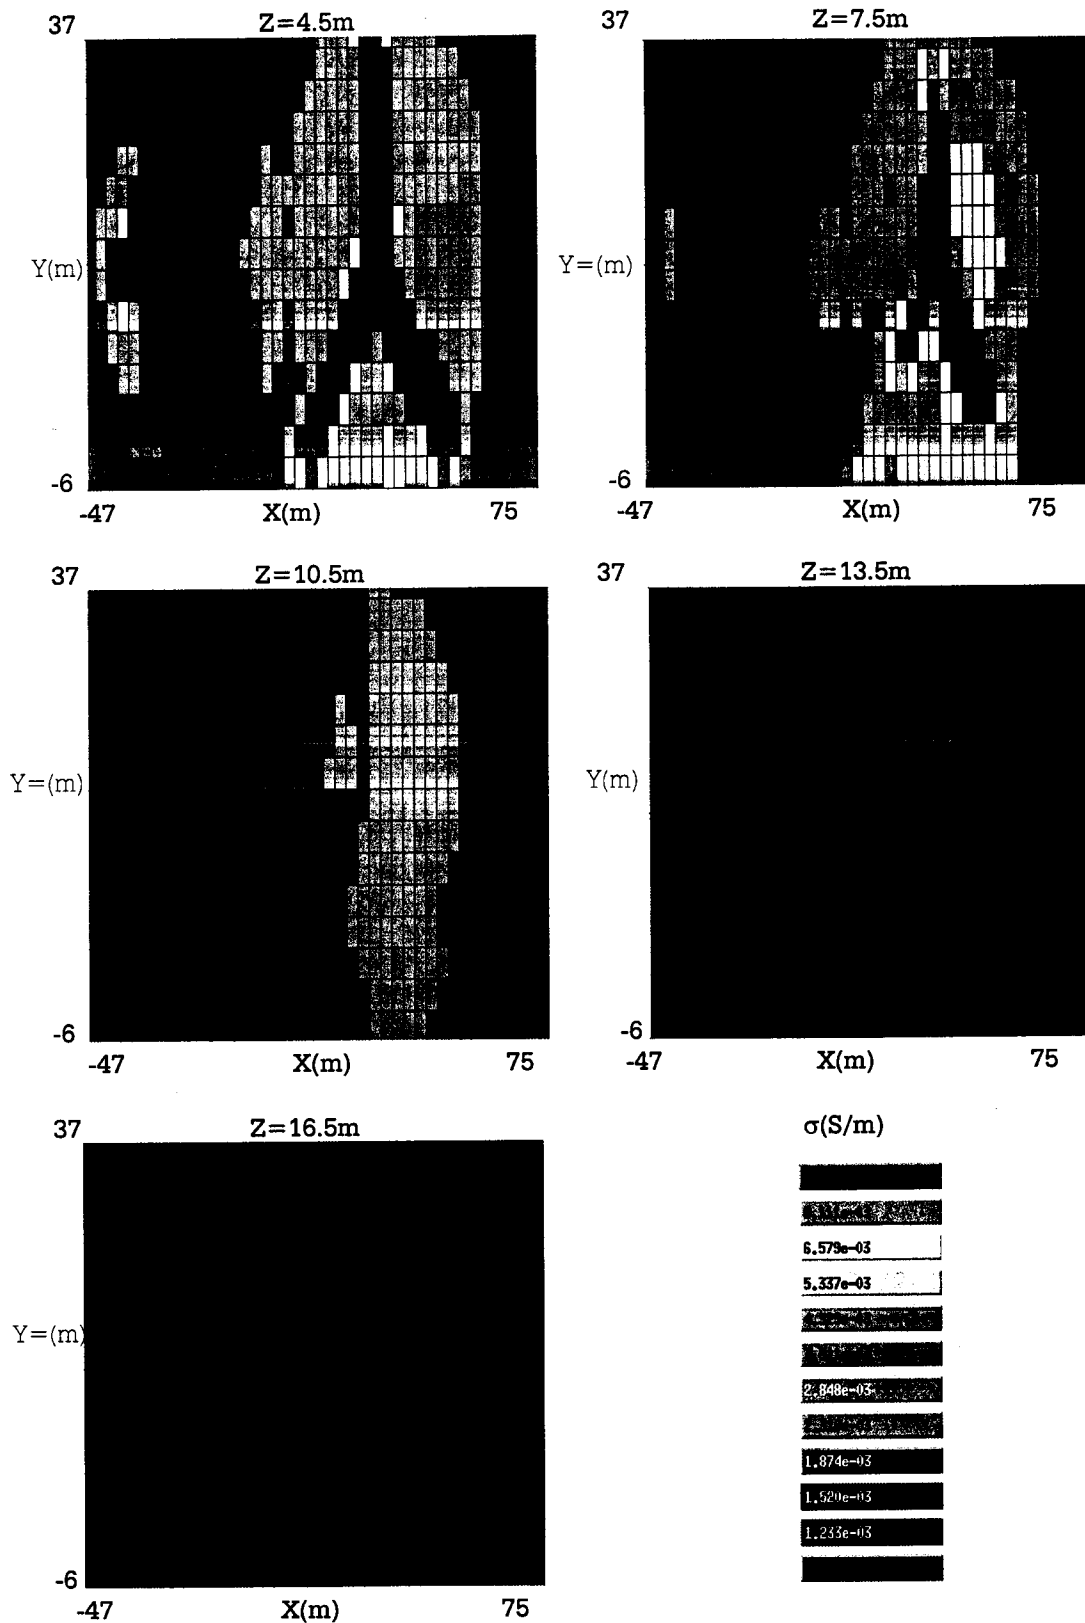 37
Z=4.5m
Y(m)
-6
-47
X(m)
75
37
Z=7.5m
Y=(m)
-6
-47
X(m)
75
37
Z=10.5m
Y=(m)
-6
-47
X(m)
75
37
Z=13.5m
Y(m)
-6
-47
X(m)
75
37
Z=16.5m
Y=(m)
-6
-47
X(m)
75
σ(S/m)
6.579e-03
5.337e-03
2.848e-03
1.874e-03
1.520e-03
1.233e-03